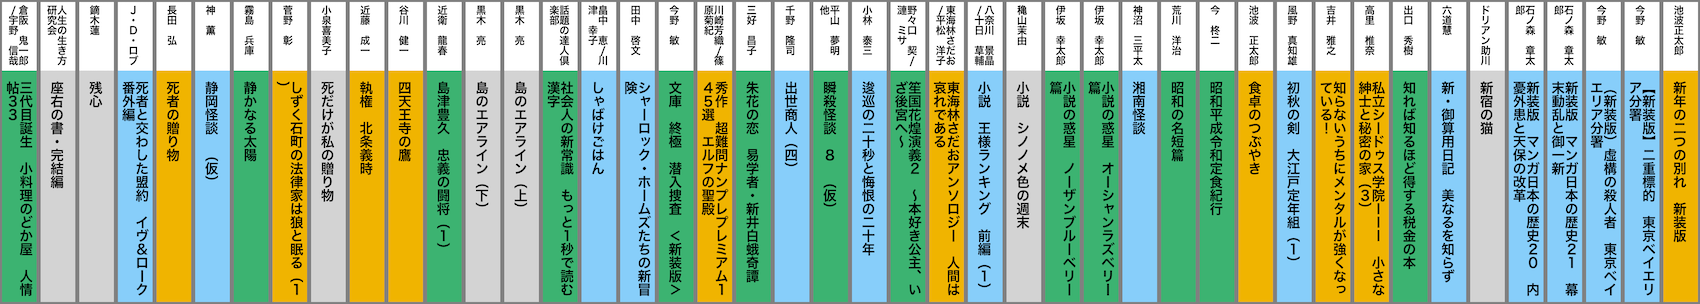 池波正太郎
新年の二つの別れ　新装版
今野　敏
【新装版】二重標的　東京ベイエリ
ア分署
今野　敏
（新装版）虚構の殺人者　東京ベイ
エリア分署
石ノ森　章太
郎
新装版　マンガ日本の歴史２１　幕
末動乱と御一新
石ノ森　章太
郎
新装版　マンガ日本の歴史２０　内
憂外患と天保の改革
ドリアン助川
新宿の猫
六道慧
新・御算用日記　美なるを知らず
出口　秀樹
知れば知るほど得する税金の本
高里　椎奈
私立シードゥス学院ーー　小さな
紳士と秘密の家（３）
吉井　雅之
知らないうちにメンタルが強くなっ
ている！
風野　真知雄
初秋の剣　大江戸定年組（１）
池波　正太郎
食卓のつぶやき
今　柊二
昭和平成令和定食紀行
荒川　洋治
昭和の名短篇
神沼　三平太
湘南怪談
伊坂　幸太郎
小説の惑星　オーシャンラズベリー
篇
伊坂　幸太郎
小説の惑星　ノーザンブルーベリー
篇
穐山茉由
小説　シノノメ色の週末
八奈川　景晶
/十日　草輔
小説　王様ランキング　前編（１）
東海林さだお
/平松　洋子
東海林さだおアンソロジー　人間は
哀れである
野々口　契/
漣　ミサ
笙国花煌演義２　～本好き公主、い
ざ後宮へ～
小林　泰三
逡巡の二十秒と悔恨の二十年
平山　夢明
他
瞬殺怪談　８　（仮）
千野　隆司
出世商人（四）
三好　昌子
朱花の恋　易学者・新井白蛾奇譚
川崎芳織/篠
原菊紀
秀作　超難問ナンプレプレミアム１
４５選　エルフの聖殿
今野　敏
文庫　終極　潜入捜査　＜新装版＞
田中　啓文
シャーロック・ホームズたちの新冒
険
畠中　恵/川
津　幸子
しゃばけごはん
話題の達人倶
楽部
社会人の新常識　もっと１秒で読む
漢字
黒木　亮
島のエアライン（上）
黒木　亮
島のエアライン（下）
近衛　龍春
島津豊久　忠義の闘将（１）
谷川　健一
四天王寺の鷹
近藤　成一
執権　北条義時
小泉喜美子
死だけが私の贈り物
菅野　彰
しずく石町の法律家は狼と眠る（１
）
霧島　兵庫
静かなる太陽
神　薫
静岡怪談　（仮）
長田　弘
死者の贈り物
Ｊ・Ｄ・ロブ
死者と交わした盟約　イヴ＆ローク
番外編
鏑木蓮
残心
人生の生き方
研究会
座右の書・完結編
倉阪　鬼一郎
/宇野　信哉
三代目誕生　小料理のどか屋　人情
帖３３